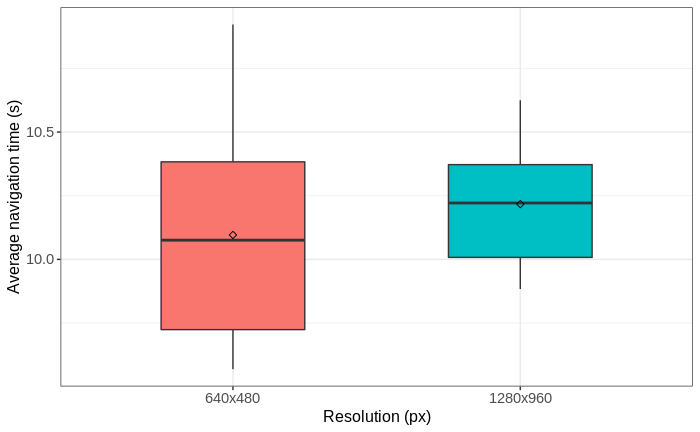 Average navigation time (s)
10.5
10.0
640x480
1280x960
Resolution (px)